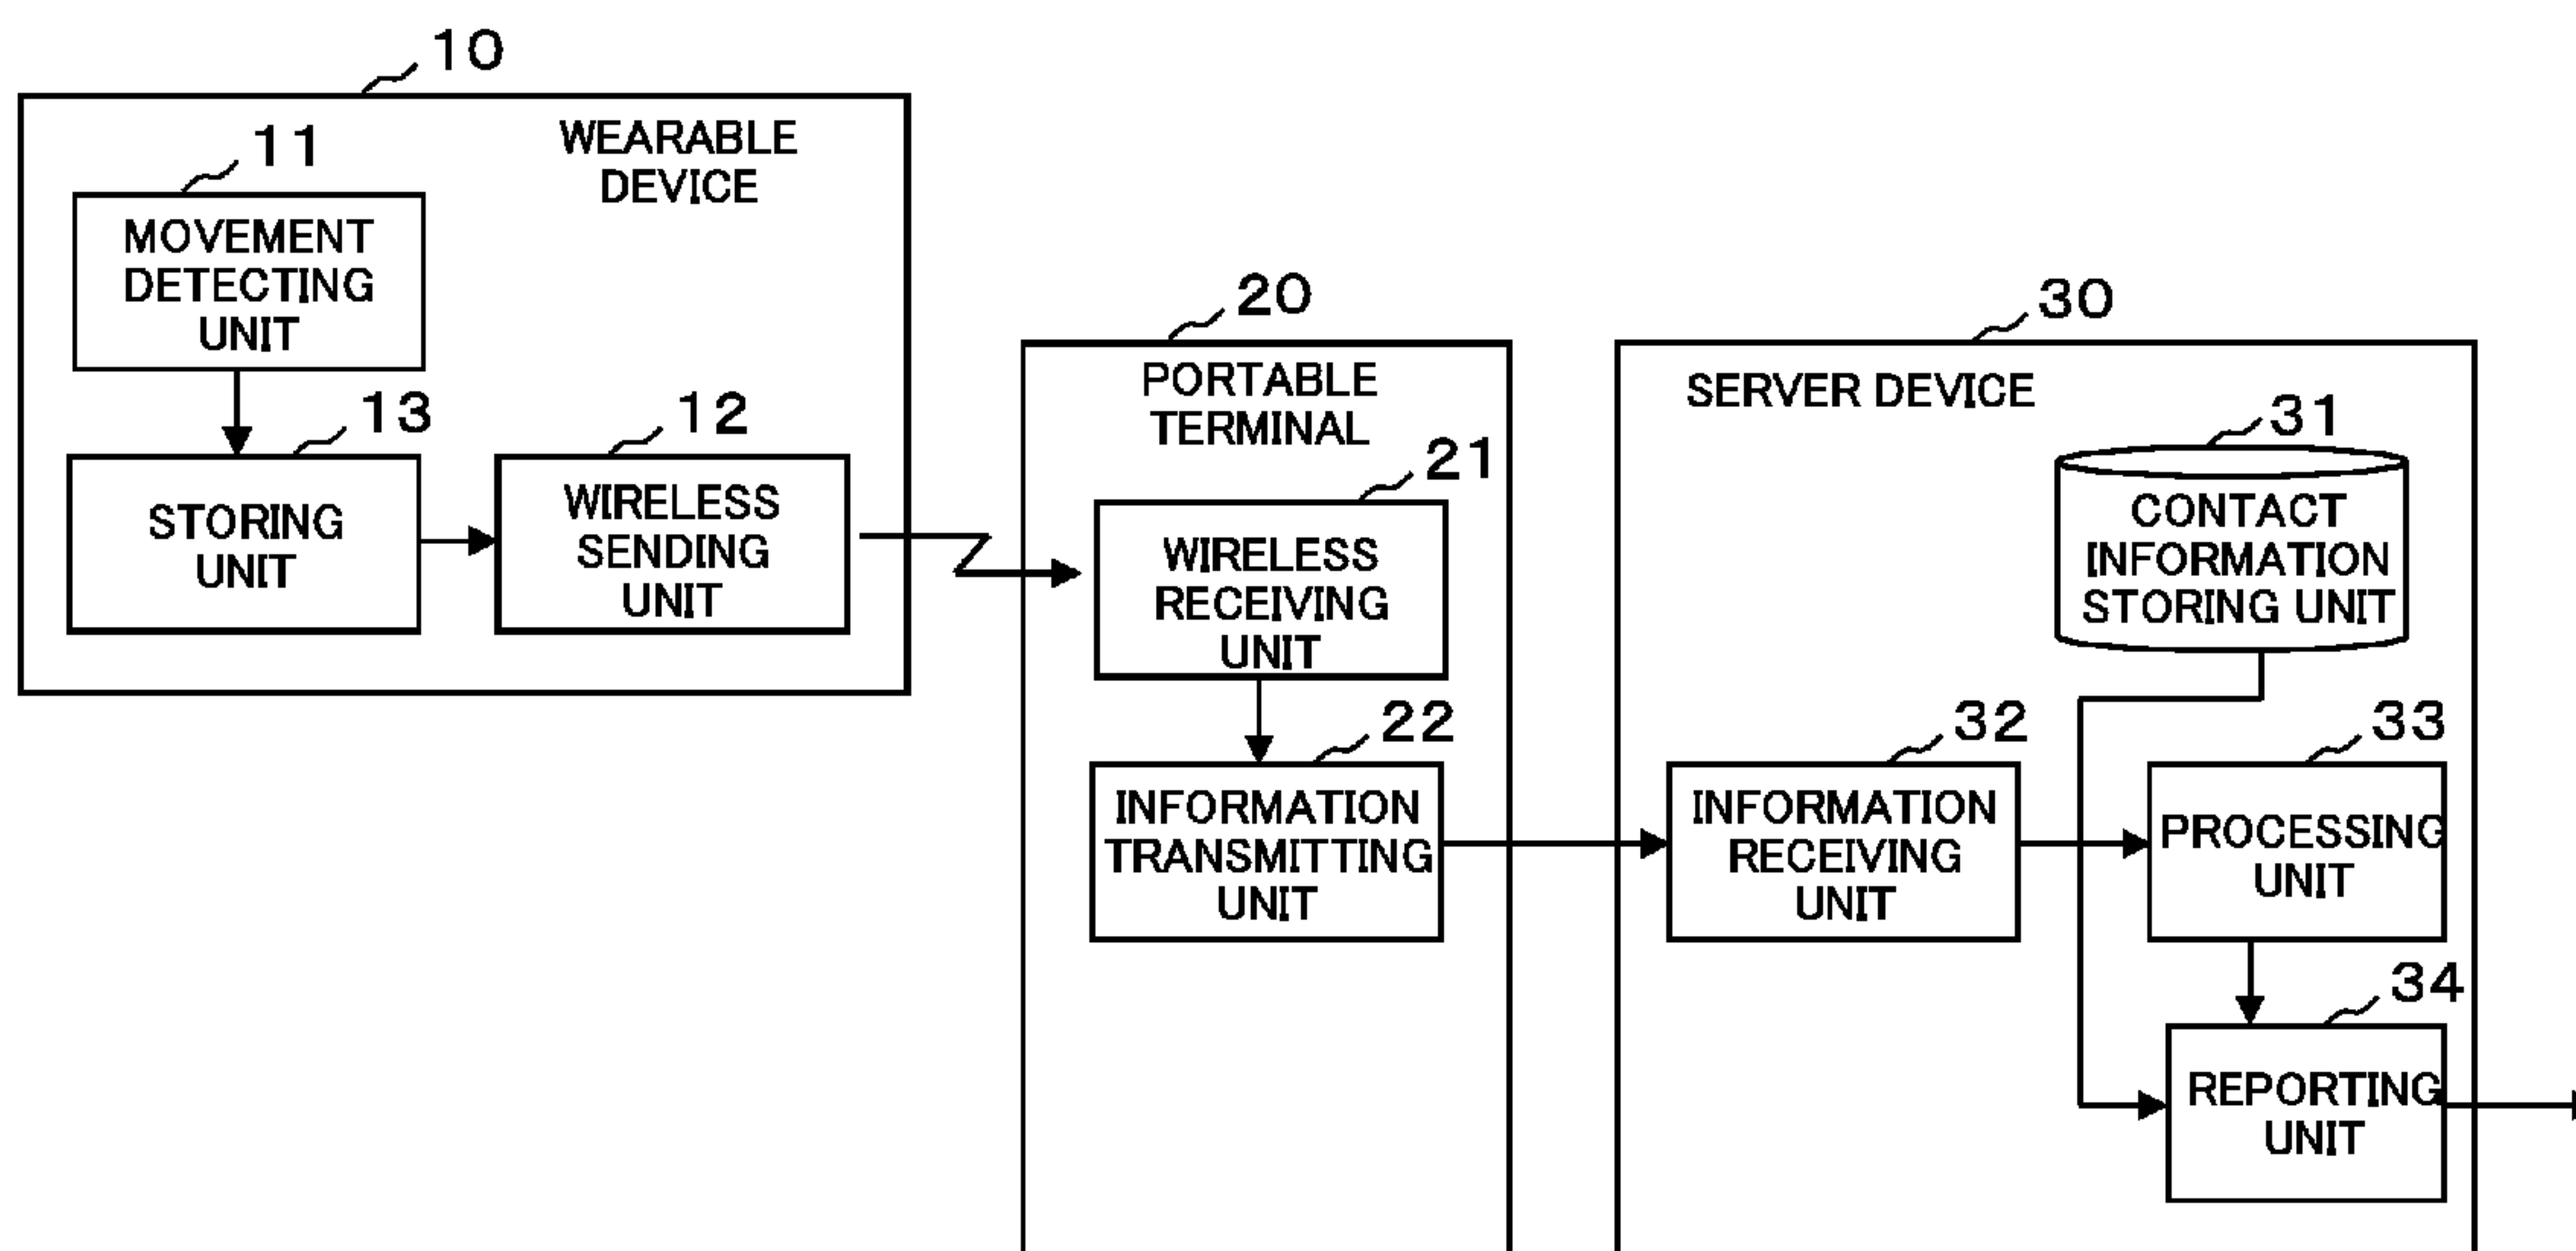 10
WEARABLE
DEVICE
11
MOVEMENT
DETECTING
UNIT
13
STORING
UNIT
12
WIRELESS
SENDING
UNIT
20
PORTABLE
TERMINAL
21
WIRELESS
RECEIVING
UNIT
22
INFORMATION
TRANSMITTING
UNIT
30
SERVER DEVICE
31
CONTACT
INFORMATION
STORING UNIT
32
INFORMATION
RECEIVING
UNIT
33
PROCESSING
UNIT
34
REPORTING
UNIT